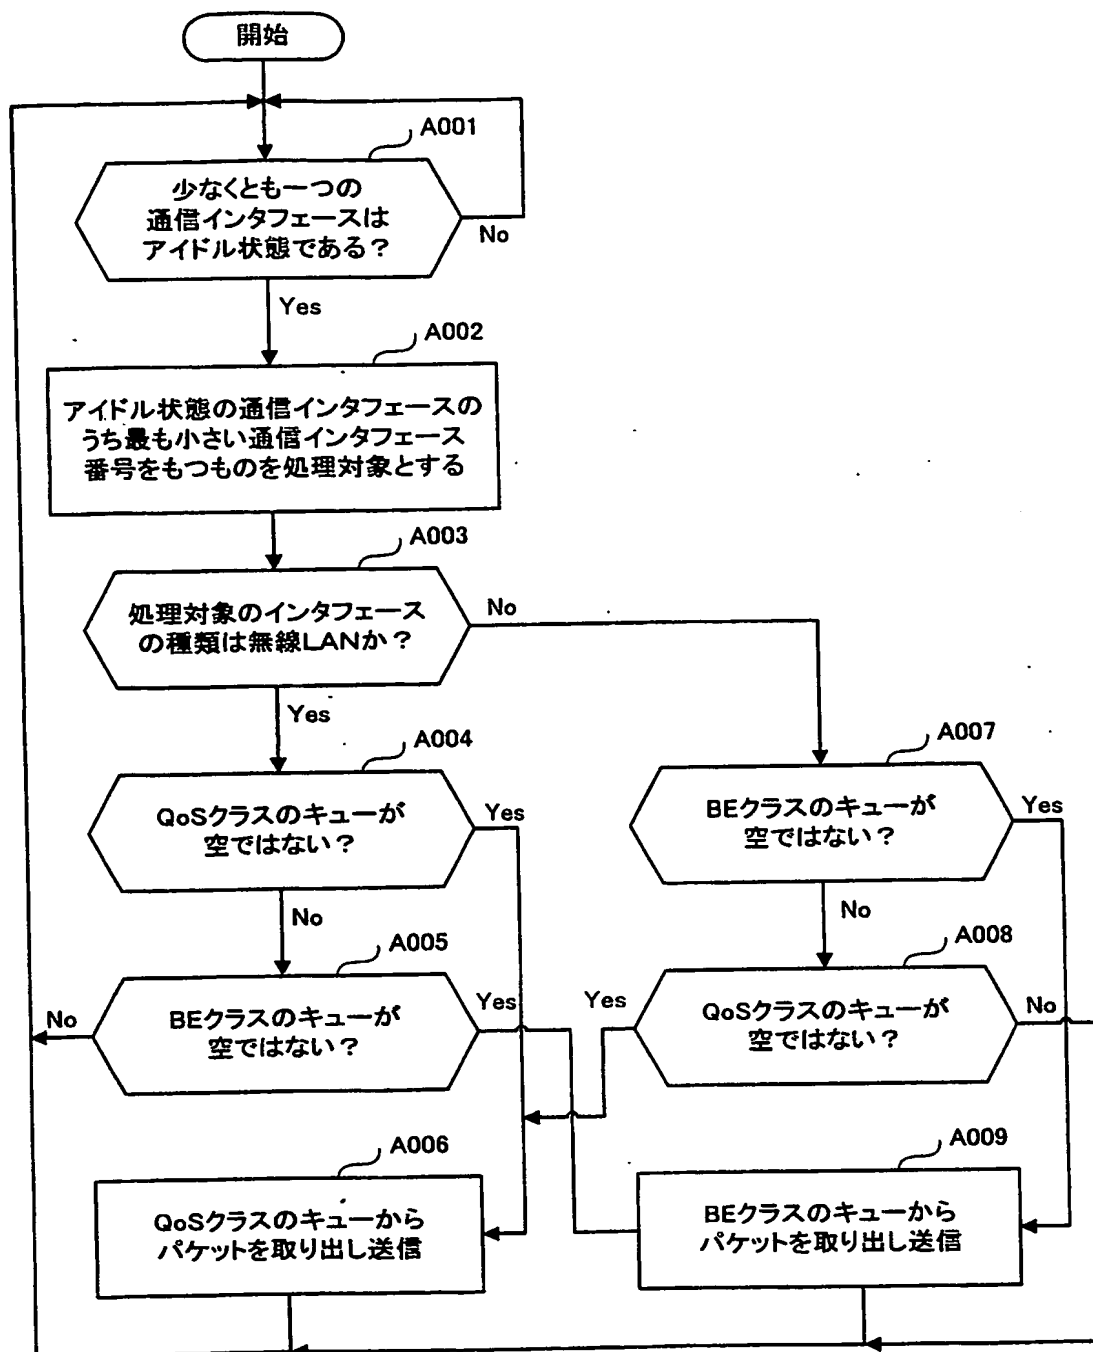 開始
A001
少なくとも一つの
通信インタフェースは
アイドル状態である？
No
Yes
A002
アイドル状態の通信インタフェースの
うち最も小さい通信インタフェース
番号をもつものを処理対象とする
A003
処理対象のインタフェース
の種類は無線LANか？
No
Yes
A004
QoSクラスのキューが
空ではない？
Yes
No
A007
BEクラスのキューが
空ではない？
Yes
No
A005
BEクラスのキューが
空ではない？
No
Yes
A008
QoSクラスのキューが
空ではない？
Yes
No
A006
QoSクラスのキューから
パケットを取り出し送信
A009
BEクラスのキューから
パケットを取り出し送信